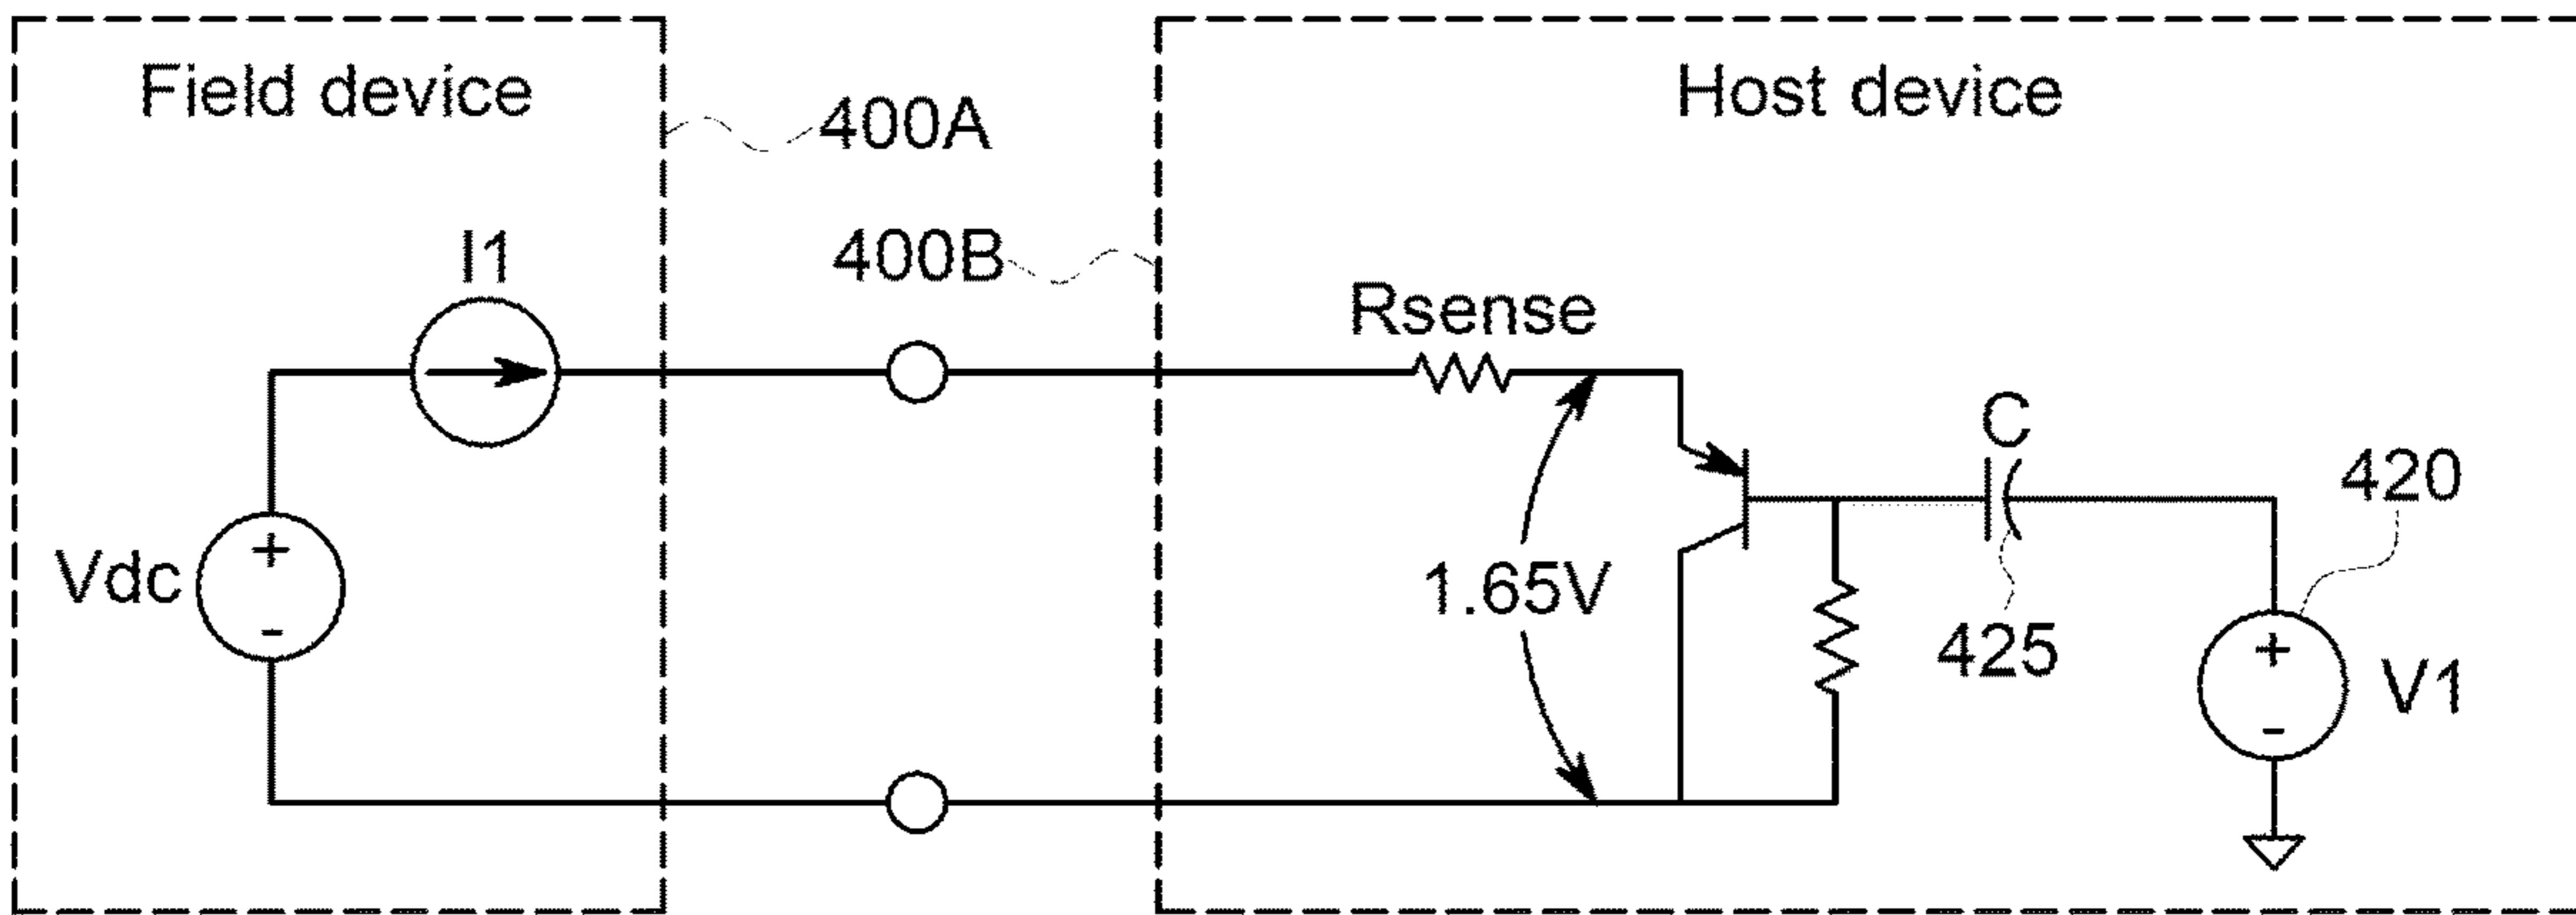 Field device
Host device
400A
I1
400B
Rsense
C
420
+
Vdc
-
1.65V
425
+
V1
-